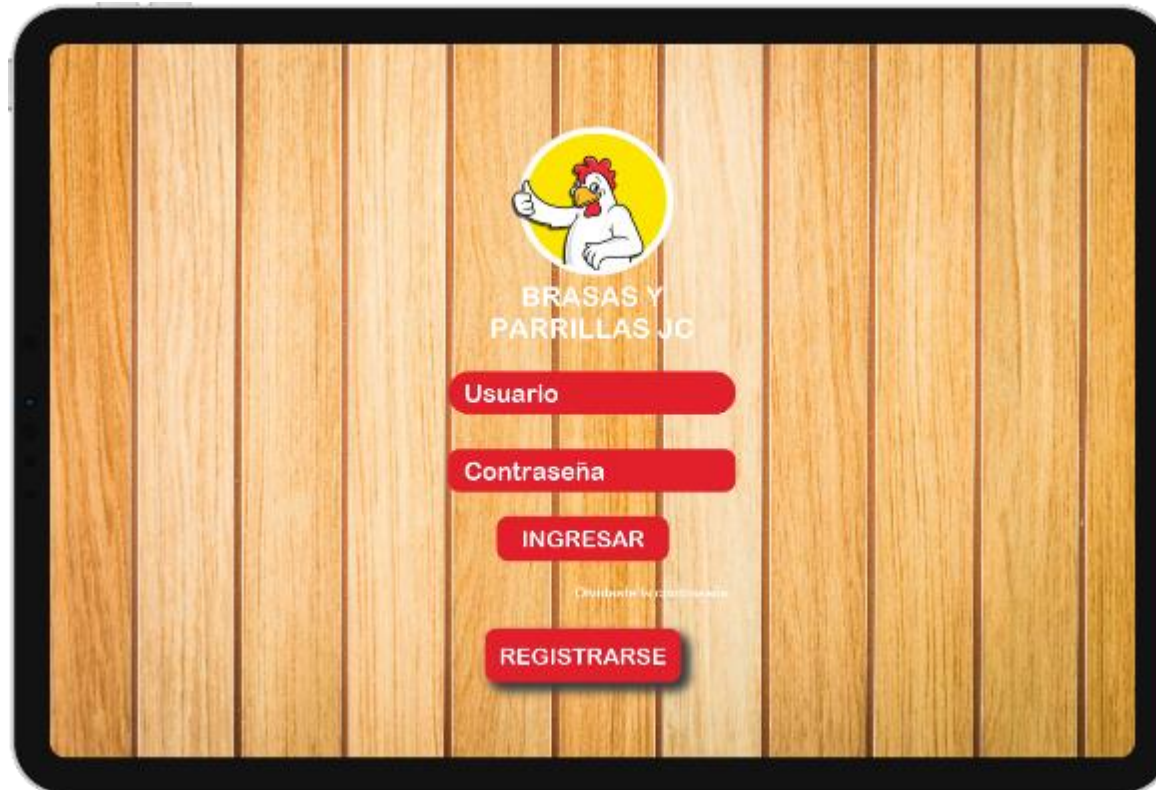 BRASAS Y
PARRILLAS JC
Usuario
Contraseña
INGRESAR
REGISTRARSE